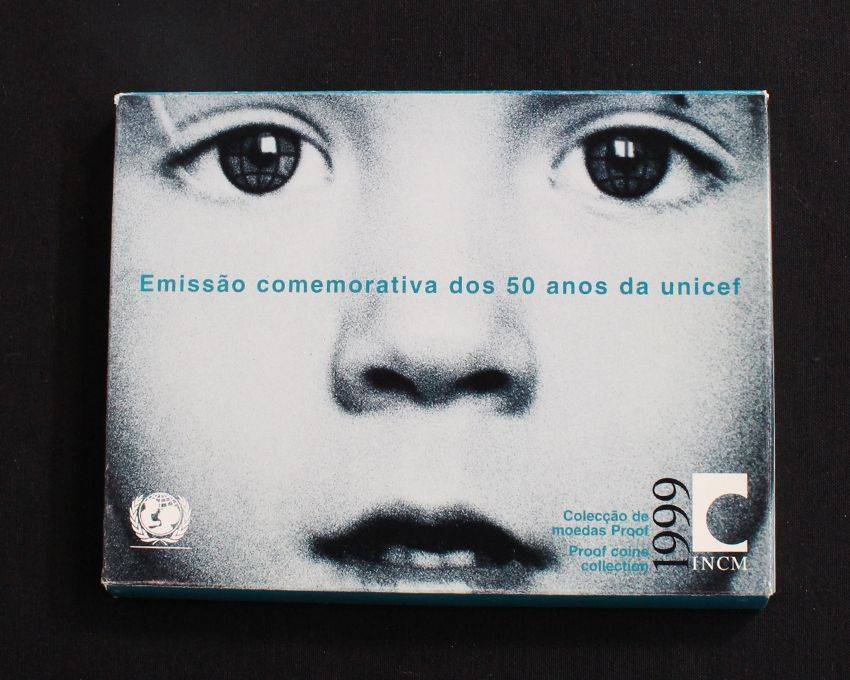 Emissão comemorativa dos 50 anos da unicef
Colecção de
moedas Proof
Proof coins
collection
1999
INCM